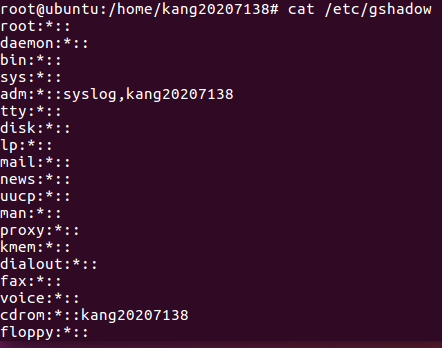 root@ubuntu:/home/kang20207138# cat /etc/gshadow
root:*::
daemon:*::
bin:*::
sys:*::
adm:*::syslog,kang20207138
tty:*::
disk:*::
lp:*::
mail:*::
news:*::
uucp:*::
man:*::
proxy:*::
kmem:*::
dialout:*::
fax:*::
voice:*::
cdrom:*::kang20207138
floppy:*::